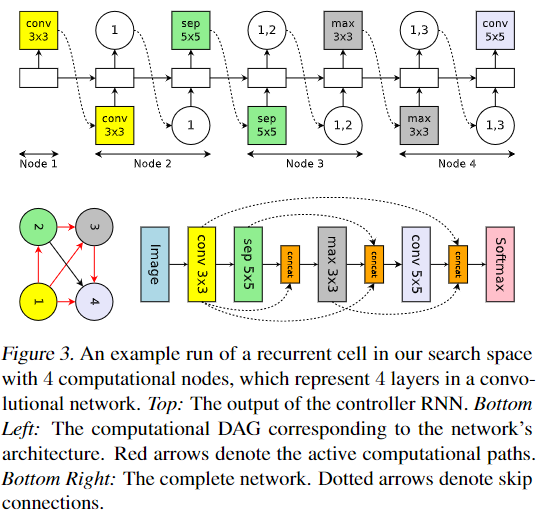 conv 3x3
1
sep 5x5
1,2
max 3x3
1,3
conv 5x5
conv 3x3
1
sep 5x5
1,2
max 3x3
1,3
Node 1
Node 2
Node 3
Node 4
2
3
1
4
Image
conv 3x3
sep 5x5
concat
max 3x3
concat
conv 5x5
concat
Softmax
Figure 3. An example run of a recurrent cell in our search space
with 4 computational nodes, which represent 4 layers in a convo-
lutional network. Top: The output of the controller RNN. Bottom
Left: The computational DAG corresponding to the network's
architecture. Red arrows denote the active computational paths.
Bottom Right: The complete network. Dotted arrows denote skip
connections.